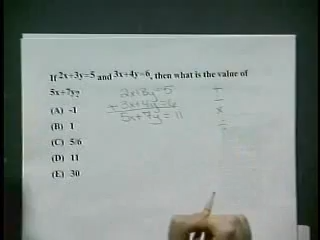 If 2x+3y=5 and 3x+4y=6, then what is the value of
5x+7y?
2x+3y=5
+ 3x+4y=6
5x+7y=11
+
-
x
÷
(A) -1
(B) 1
(C) 5/6
(D) 11
(E) 30